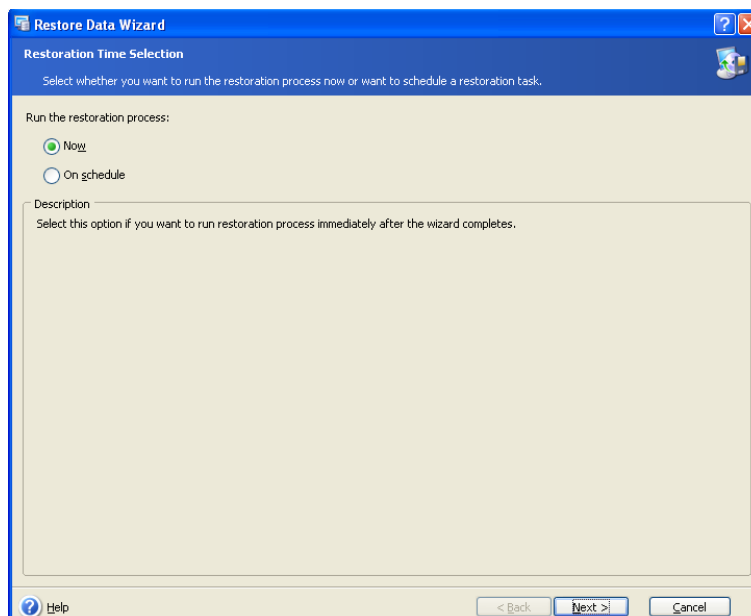 Restore Data Wizard
Restoration Time Selection
Select whether you want to run the restoration process now or want to schedule a restoration task.
Run the restoration process:
Now
On schedule
Description
Select this option if you want to run restoration process immediately after the wizard completes.
Help
< Back
Next >
Cancel